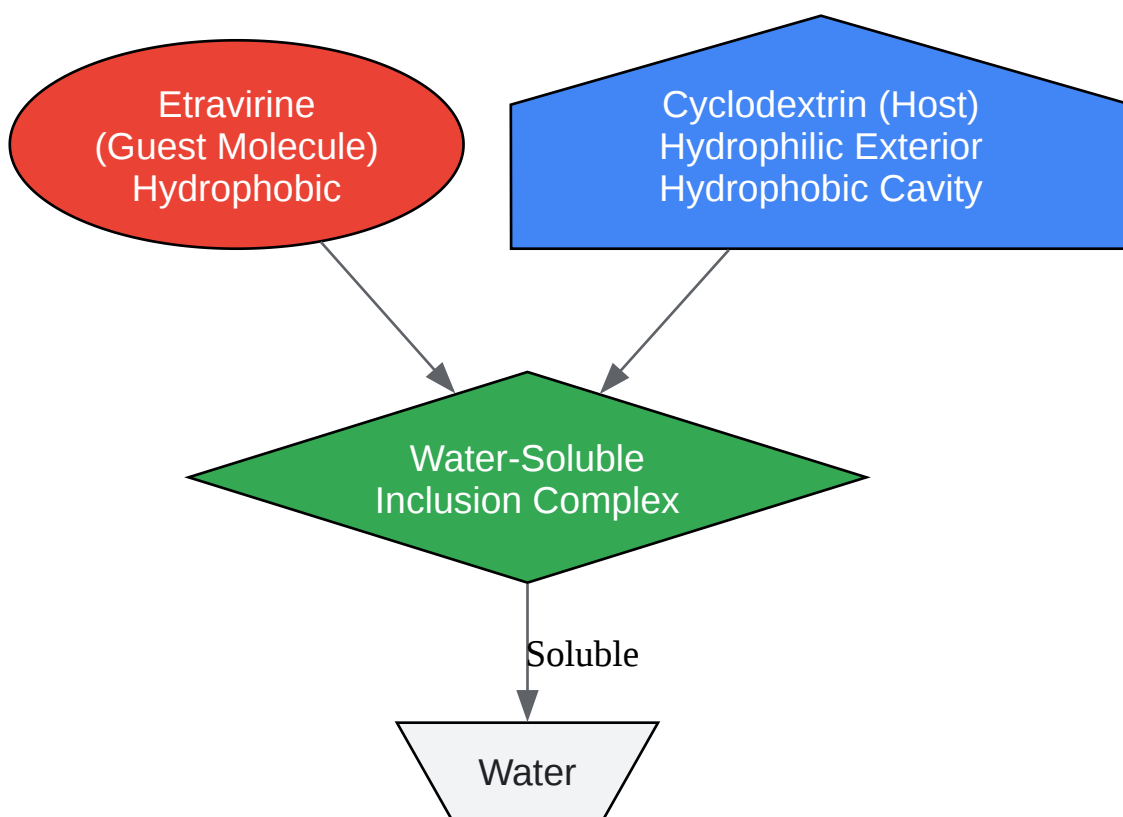 Etravirine
(Guest Molecule)
Hydrophobic
Cyclodextrin (Host)
Hydrophilic Exterior
Hydrophobic Cavity
Water-Soluble
Inclusion Complex
Soluble
Water